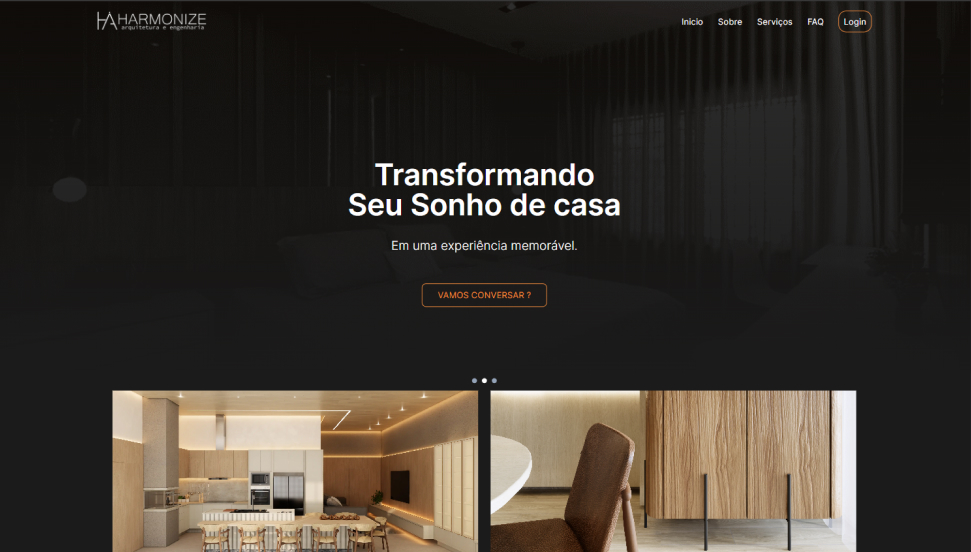 HARMONIZE
arquitetura e engenharia
Inicio Sobre Serviços FAQ Login
Transformando
Seu Sonho de casa
Em uma experiência memorável.
VAMOS CONVERSAR ?